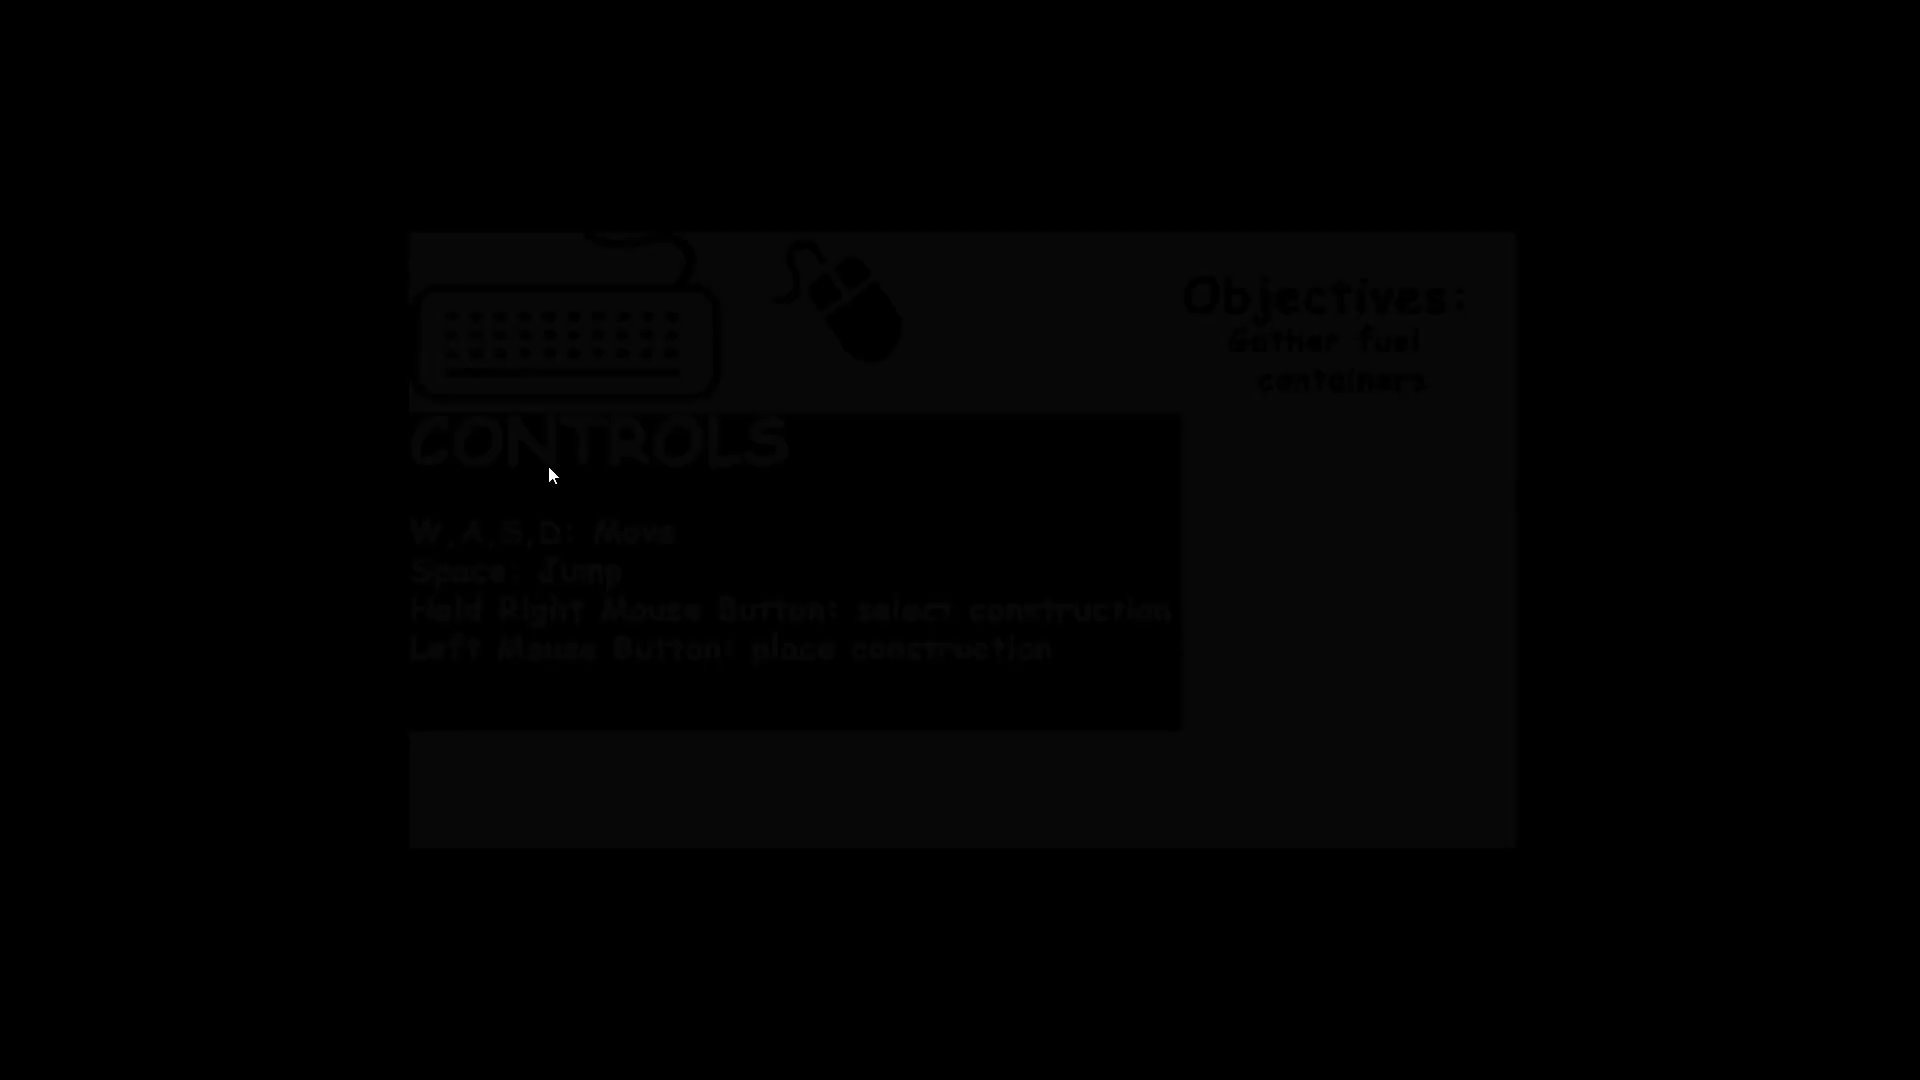 Objectives:
Gather fuel
containers
CONTROLS
W,A,S,D: Move
Space: Jump
Hold Right Mouse Button: select construction
Left Mouse Button: place construction